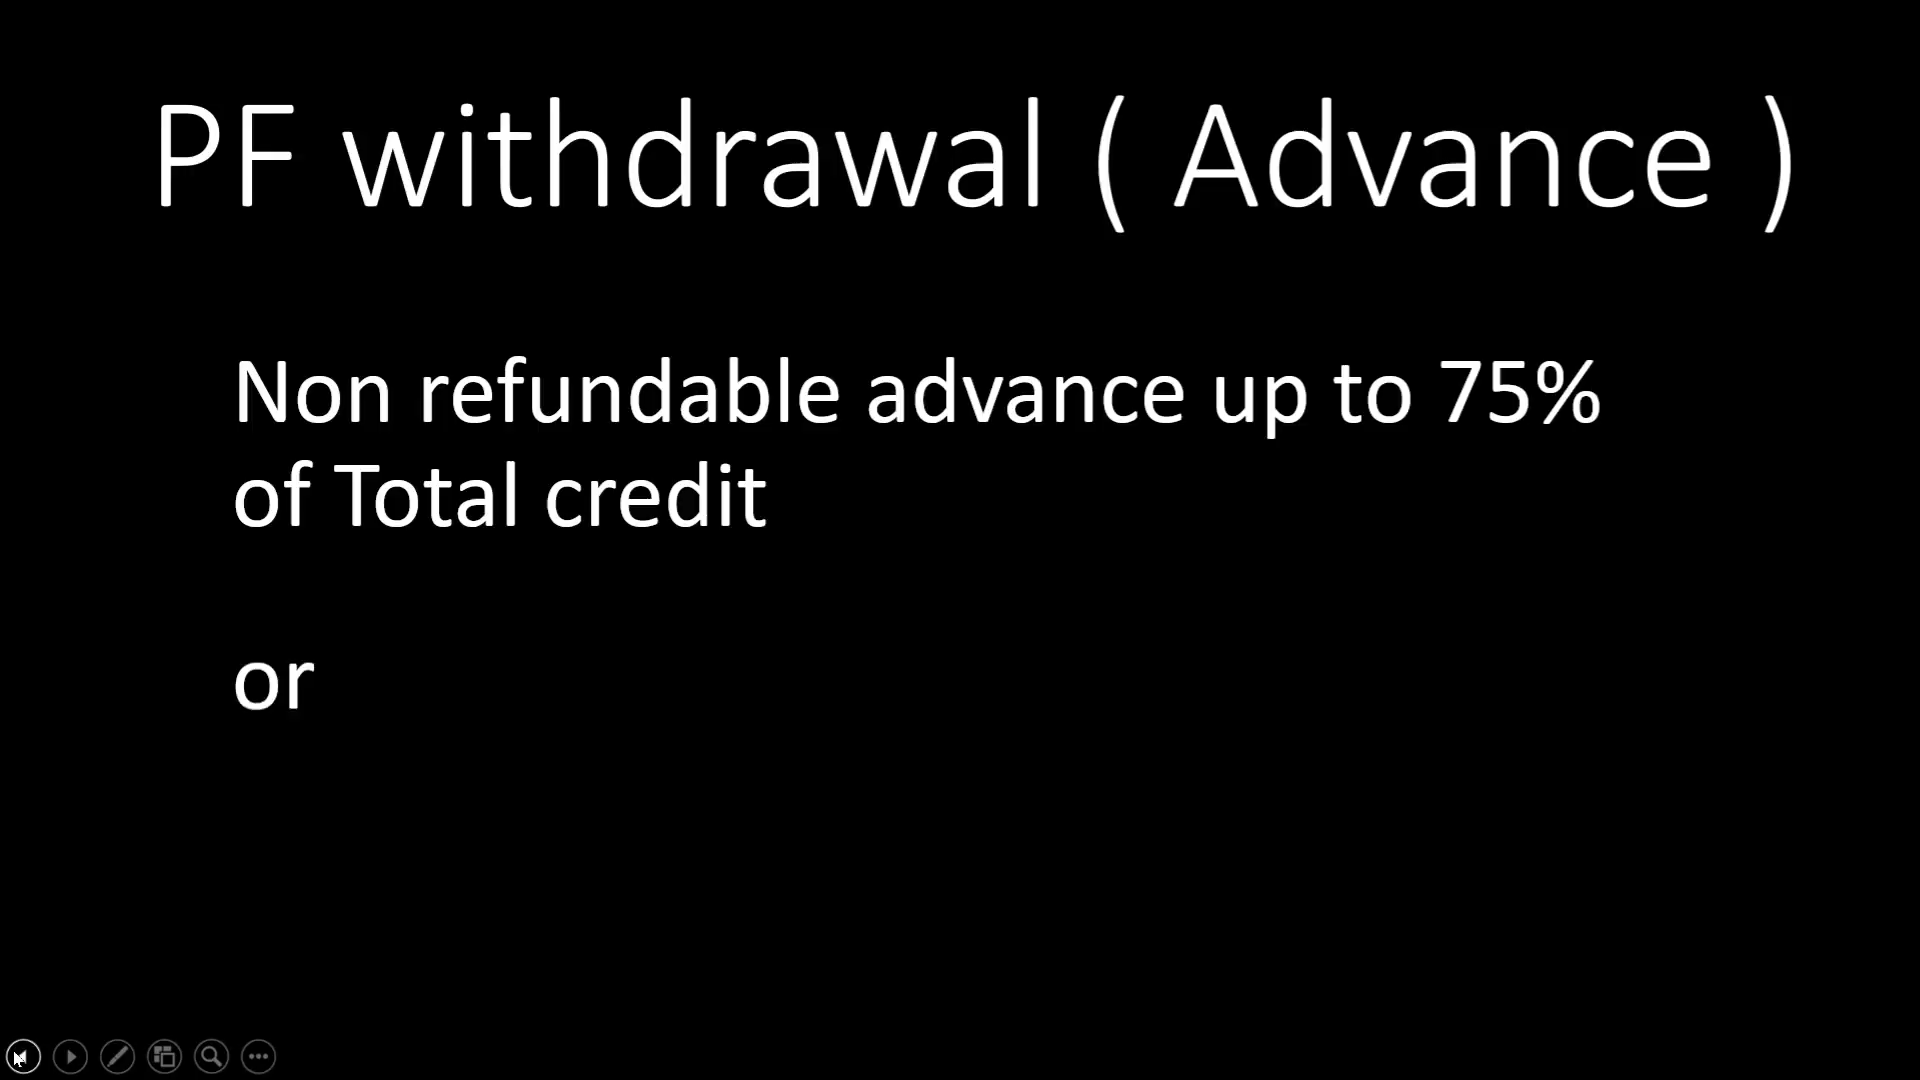 PF withdrawal ( Advance )
Non refundable advance up to 75%
of Total credit
or